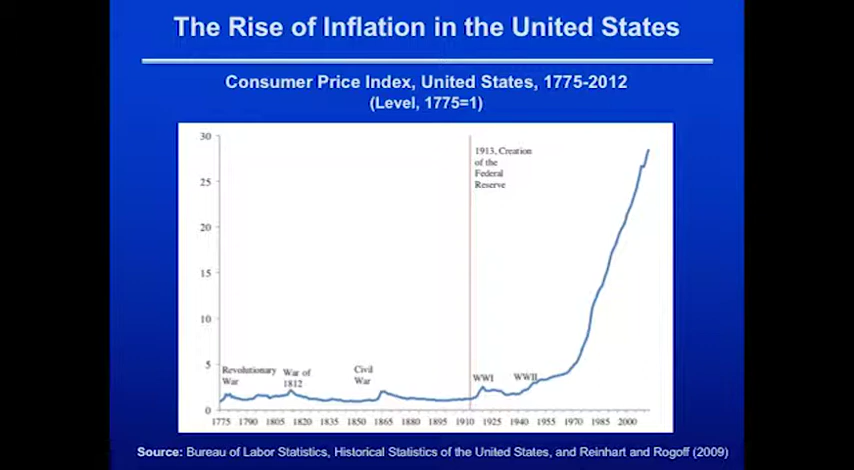 The Rise of Inflation in the United States
Consumer Price Index, United States, 1775-2012
(Level, 1775=1)
30
25
20
15
10
5
0
1913, Creation
of the
Federal
Reserve
Revolutionary
War
War of
1812
Civil
War
WWI
WWII
1775 1790 1805 1820 1835 1850 1865 1880 1895 1910 1925 1940 1955 1970 1985 2000
Source: Bureau of Labor Statistics, Historical Statistics of the United States, and Reinhart and Rogoff (2009)